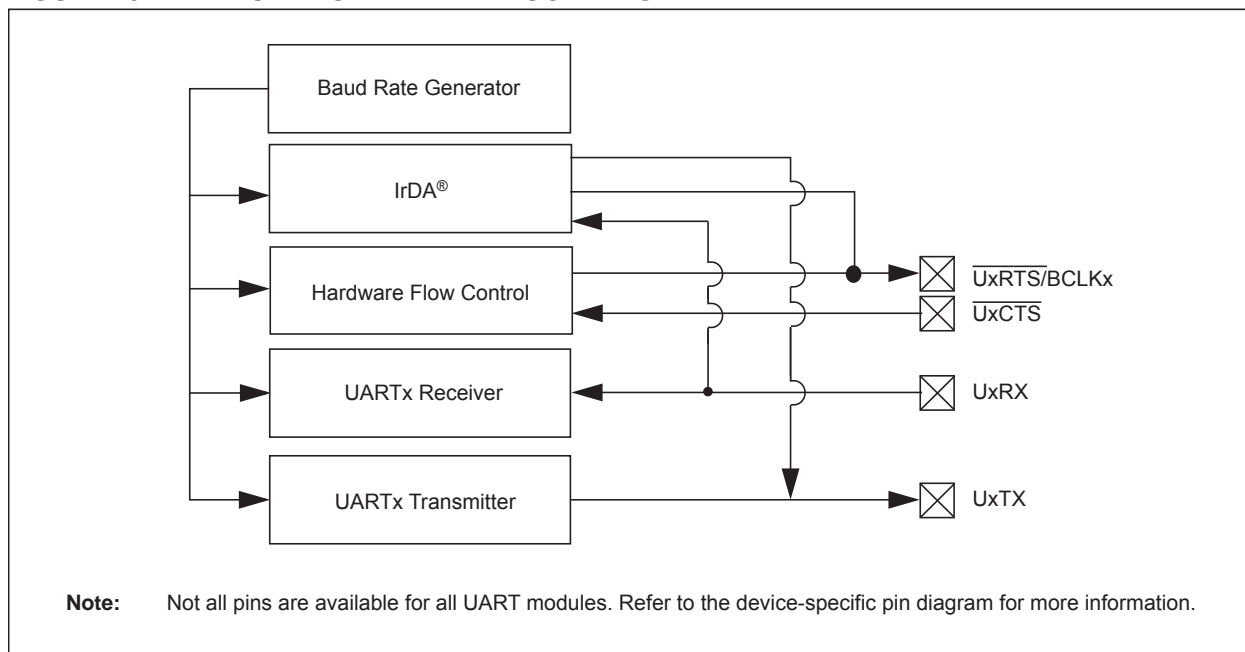 Baud Rate Generator
IrDA®
Hardware Flow Control
UxRTS/BCLKx
UxCTS
UARTx Receiver
UxRX
UARTx Transmitter
UxTX
Note: Not all pins are available for all UART modules. Refer to the device-specific pin diagram for more information.